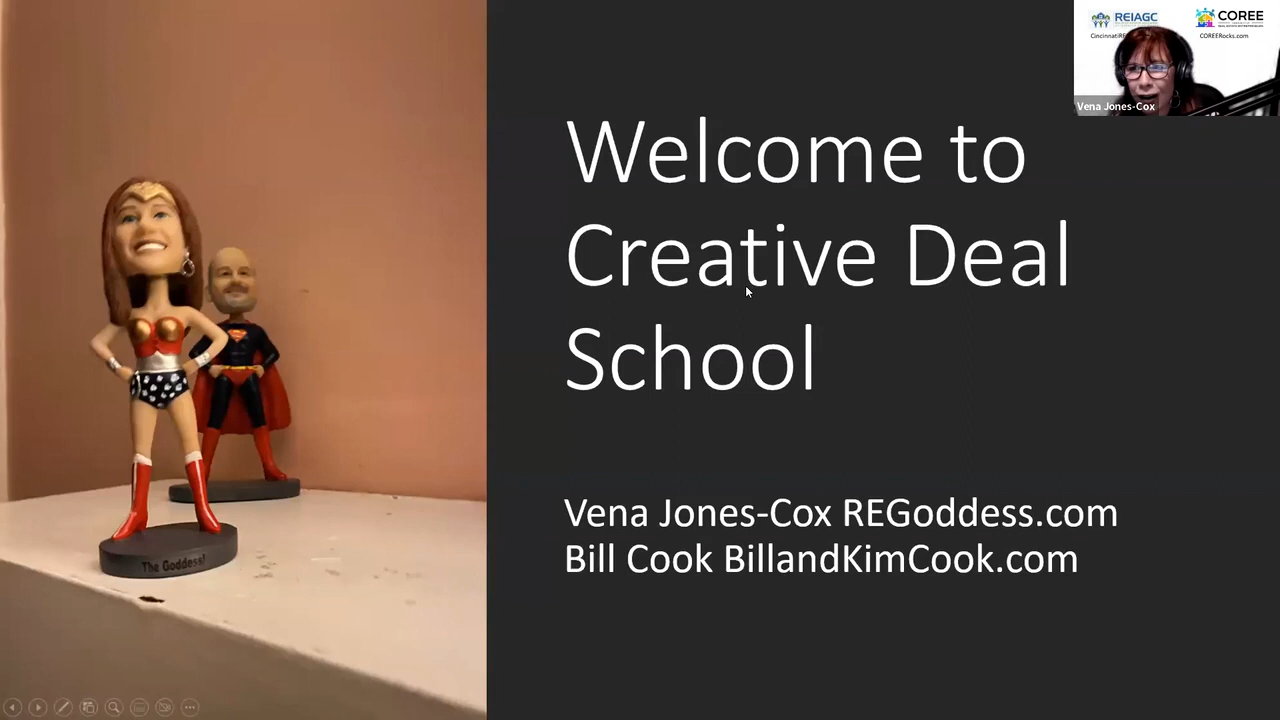 REIAGC
COREE
COREERocks.com
Vena Jones-Cox
Welcome to
Creative Deal
School
Vena Jones-Cox REGoddess.com
Bill Cook BillandKimCook.com
The Goddess!